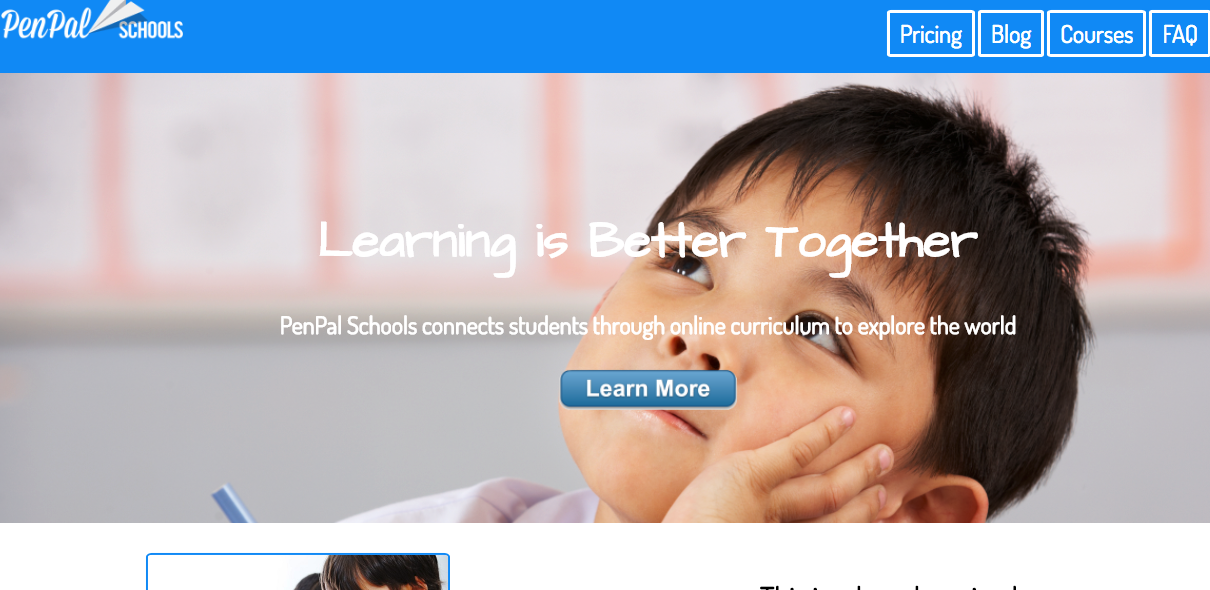 PenPal SCHOOLS
Pricing Blog Courses FAQ
Learning is Better Together
PenPal Schools connects students through online curriculum to explore the world
Learn More